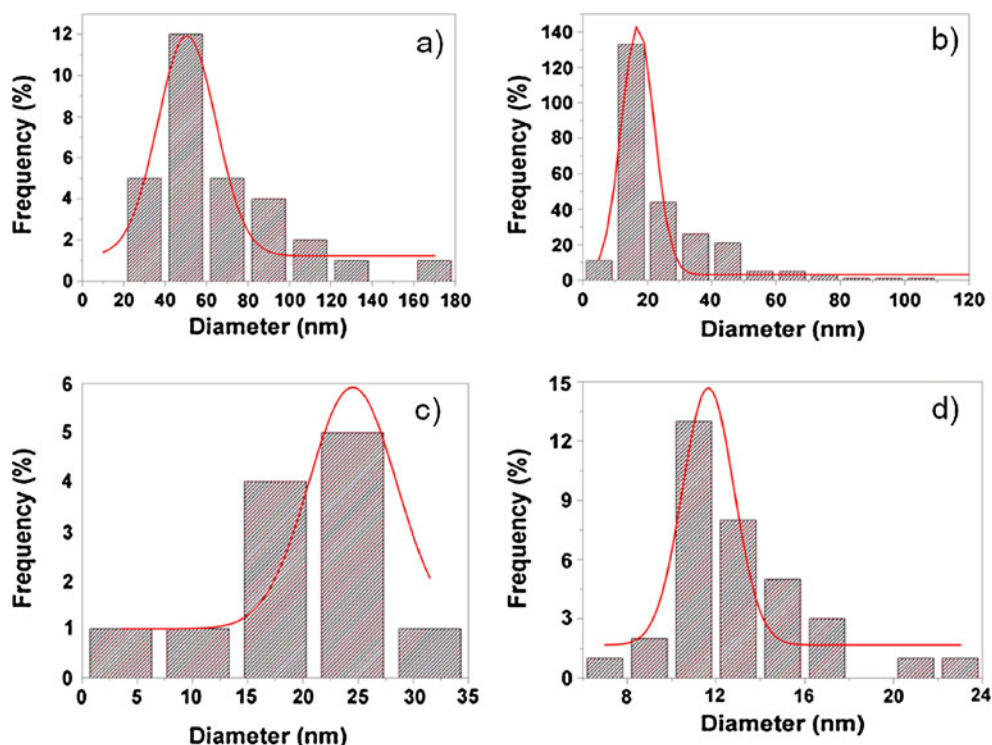 a)
12
10
8
6
4
2
0
Frequency (%)
0 20 40 60 80 100 120 140 160 180
Diameter (nm)
b)
140
120
100
80
60
40
20
0
Frequency (%)
0 20 40 60 80 100 120
Diameter (nm)
c)
6
5
4
3
2
1
0
Frequency (%)
0 5 10 15 20 25 30 35
Diameter (nm)
d)
15
12
9
6
3
0
Frequency (%)
8 12 16 20 24
Diameter (nm)